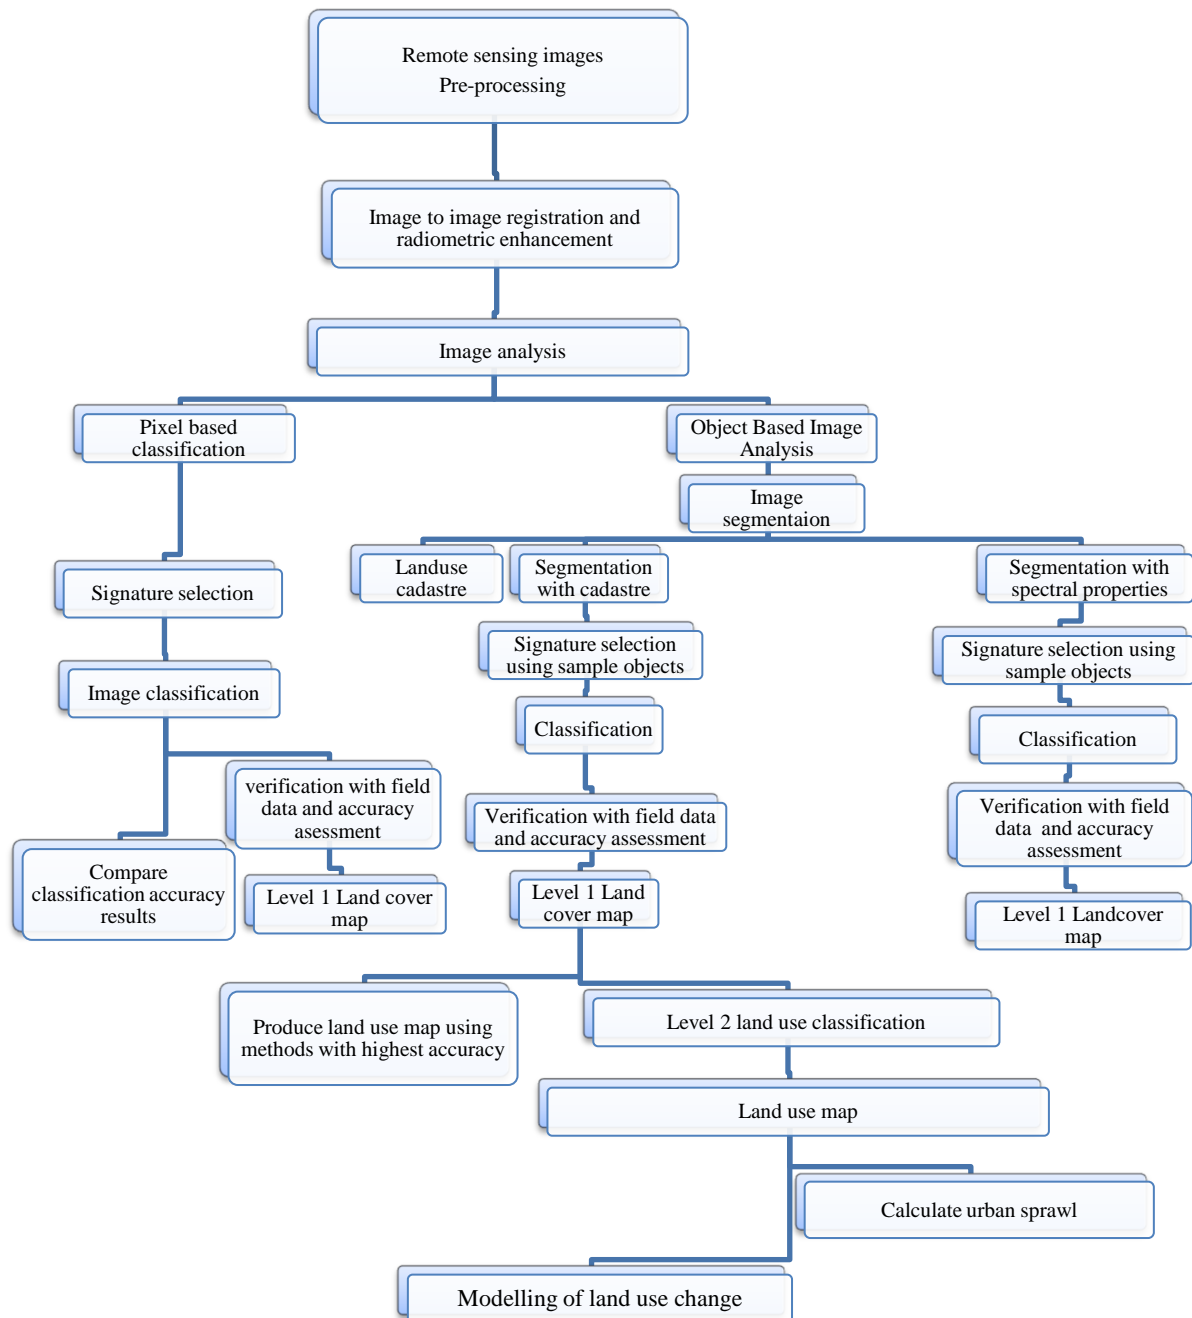 Remote sensing images
Pre-processing
Image to image registration and
radiometric enhancement
Image analysis
Pixel based
classification
Object Based Image
Analysis
Image
segmentaion
Landuse
cadastre
Segmentation
with cadastre
Segmentation with
spectral properties
Signature selection
Signature selection
using sample objects
Signature selection using
sample objects
Image classification
Classification
Classification
verification with field
data and accuracy
asessment
Verification with field data
and accuracy assessment
Verification with field
data and accuracy
assessment
Compare
classification accuracy
results
Level 1 Land cover
map
Level 1 Land
cover map
Level 1 Landcover
map
Produce land use map using
methods with highest accuracy
Level 2 land use classification
Land use map
Calculate urban sprawl
Modelling of land use change